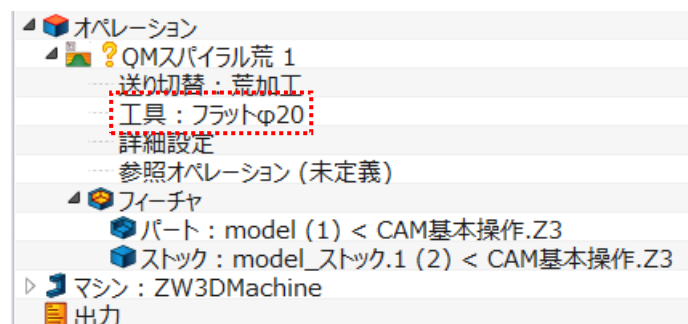 オペレーション
QMスパイラル荒 1
送り切替：荒加工
工具：フラットφ20
詳細設定
参照オペレーション (未定義)
フィーチャ
パート：model (1) < CAM基本操作.Z3
ストック：model_ストック.1 (2) < CAM基本操作.Z3
マシン：ZW3DMachine
出力